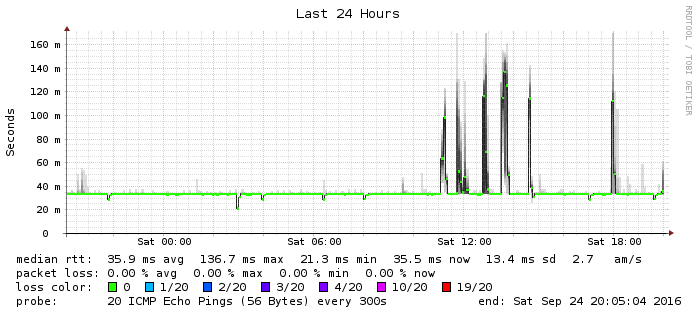 Last 24 Hours
RRDTOOL / TOBI OETIKER
Seconds
160 m
140 m
120 m
100 m
80 m
60 m
40 m
20 m
0
Sat 00:00 Sat 06:00 Sat 12:00 Sat 18:00
median rtt: 35.9 ms avg 136.7 ms max 21.3 ms min 35.5 ms now 13.4 ms sd 2.7 am/s
packet loss: 0.00 % avg 0.00 % max 0.00 % min 0.00 % now
loss color: 0 1/20 2/20 3/20 4/20 10/20 19/20
probe: 20 ICMP Echo Pings (56 Bytes) every 300s end: Sat Sep 24 20:05:04 2016